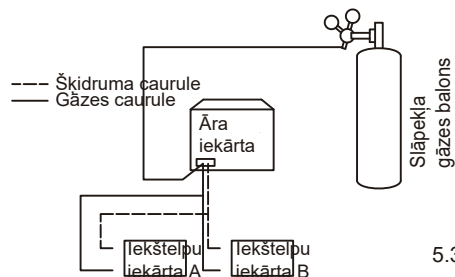 Šķidruma caurule
Gāzes caurule
Āra
iekārta
Slāpekļa
gāzes balons
Iekštelpu
iekārta A
Iekštelpu
iekārta B
5.3